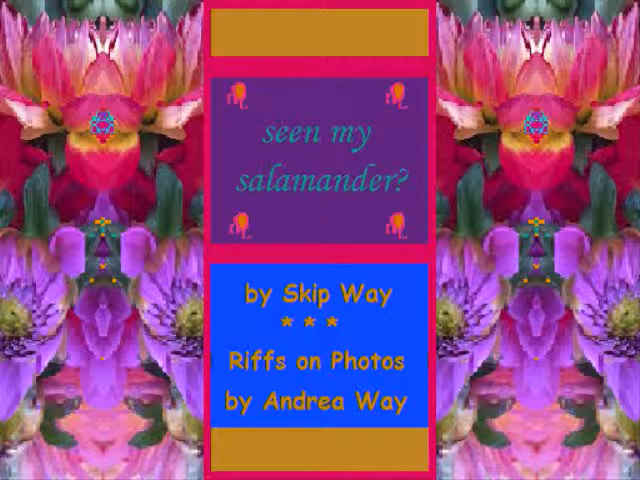 seen my
salamander?
by Skip Way
* * *
Riffs on Photos
by Andrea Way